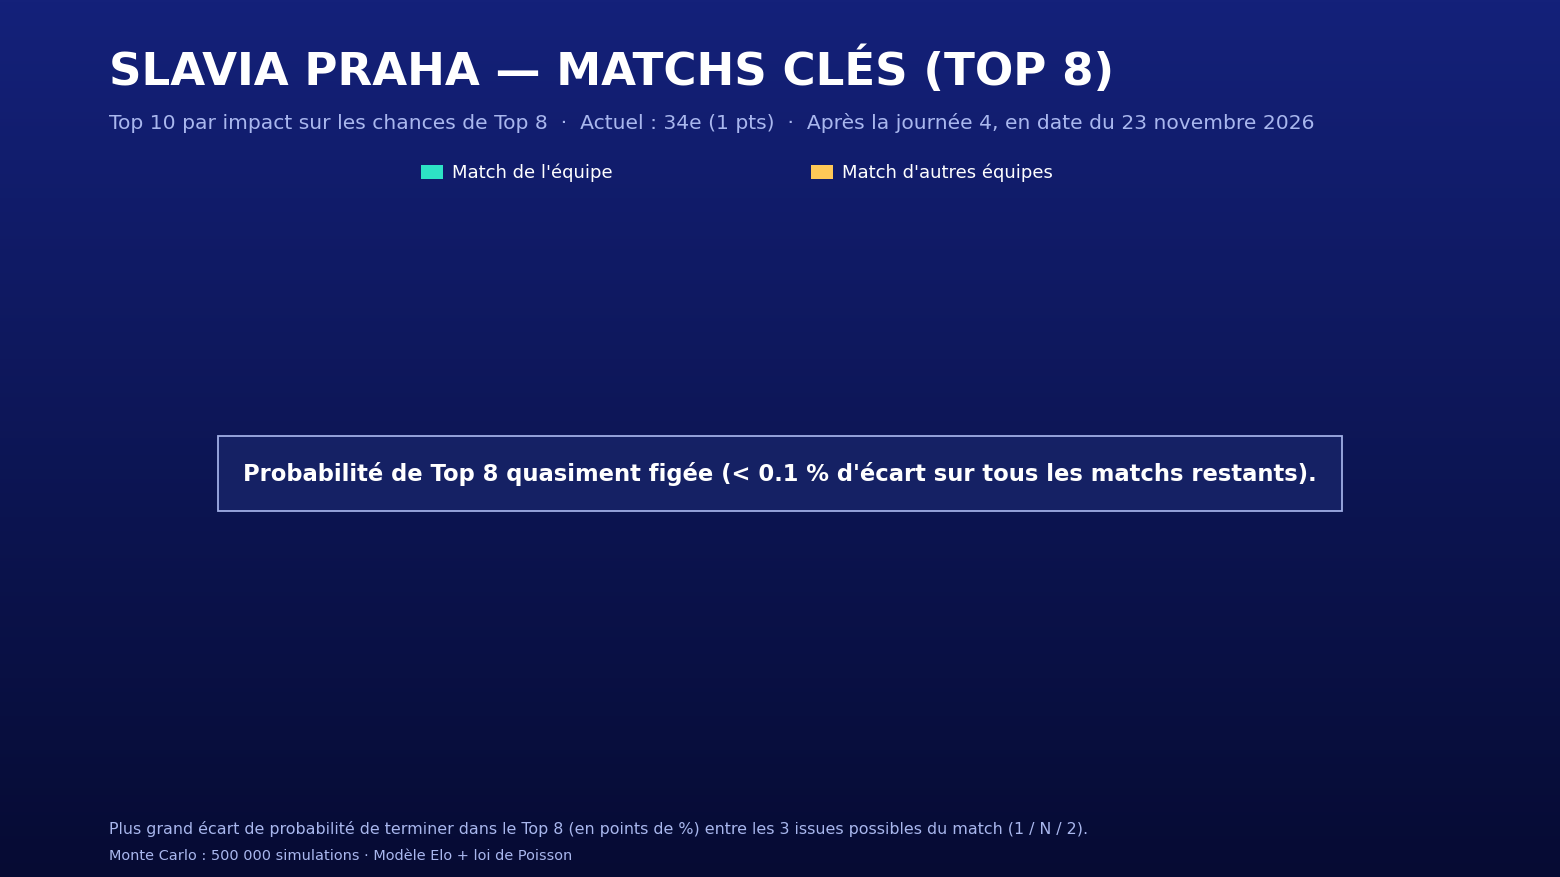 SLAVIA PRAHA — MATCHS CLÉS (TOP 8)
Top 10 par impact sur les chances de Top 8 · Actuel : 34e (1 pts) · Après la journée 4, en date du 23 novembre 2026
Match de l'équipe
Match d'autres équipes
Probabilité de Top 8 quasiment figée (< 0.1 % d'écart sur tous les matchs restants).
Plus grand écart de probabilité de terminer dans le Top 8 (en points de %) entre les 3 issues possibles du match (1 / N / 2).
Monte Carlo : 500 000 simulations · Modèle Elo + loi de Poisson